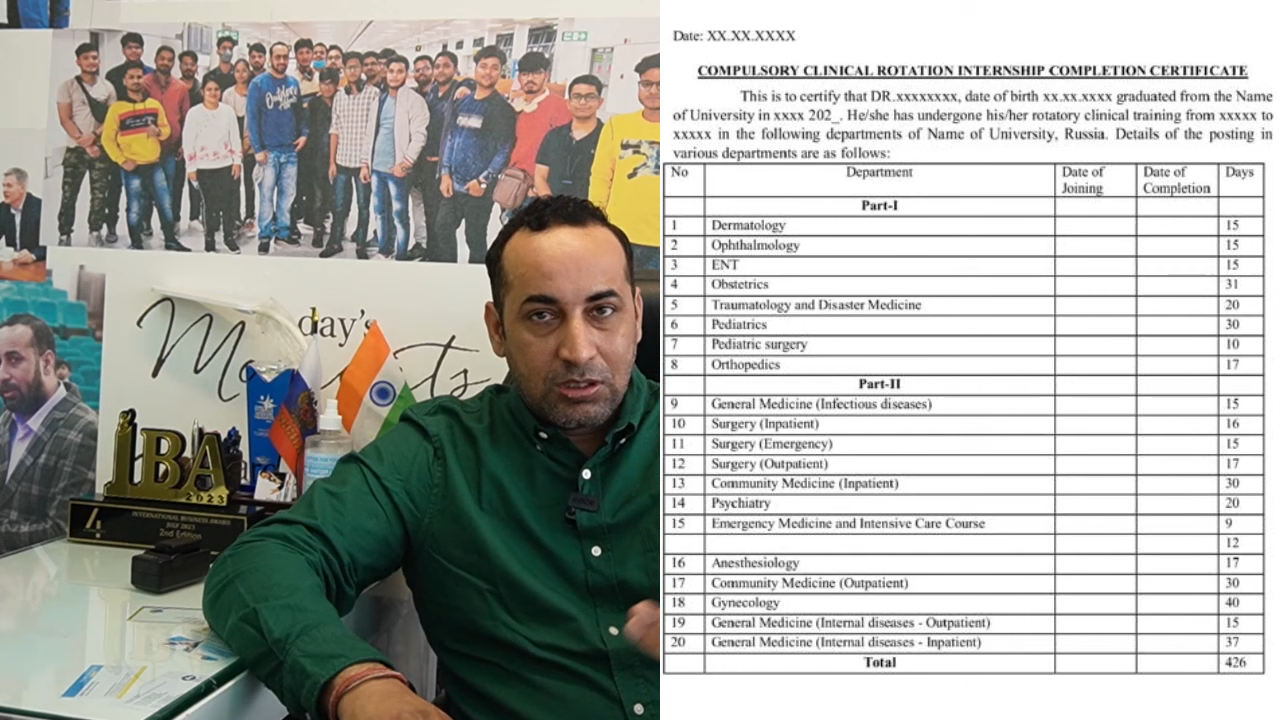 Outdoor
day's
Moments
IBA
2023
INTERNATIONAL BUSINESS AWARD
JULY 2023
2nd Edition
Date: XX.XX.XXXX
COMPULSORY CLINICAL ROTATION INTERNSHIP COMPLETION CERTIFICATE
This is to certify that DR.xxxxxxxx, date of birth xx.xx.xxxx graduated from the Name
of University in xxxx 202_. He/she has undergone his/her rotatory clinical training from xxxxx to
xxxxx in the following departments of Name of University, Russia. Details of the posting in
various departments are as follows:
No Department Date of Joining Date of Completion Days
Part-I
1 Dermatology 15
2 Ophthalmology 15
3 ENT 15
4 Obstetrics 31
5 Traumatology and Disaster Medicine 20
6 Pediatrics 30
7 Pediatric surgery 10
8 Orthopedics 17
Part-II
9 General Medicine (Infectious diseases) 15
10 Surgery (Inpatient) 16
11 Surgery (Emergency) 15
12 Surgery (Outpatient) 17
13 Community Medicine (Inpatient) 30
14 Psychiatry 20
15 Emergency Medicine and Intensive Care Course 9
12
16 Anesthesiology 17
17 Community Medicine (Outpatient) 30
18 Gynecology 40
19 General Medicine (Internal diseases - Outpatient) 15
20 General Medicine (Internal diseases - Inpatient) 37
Total 426